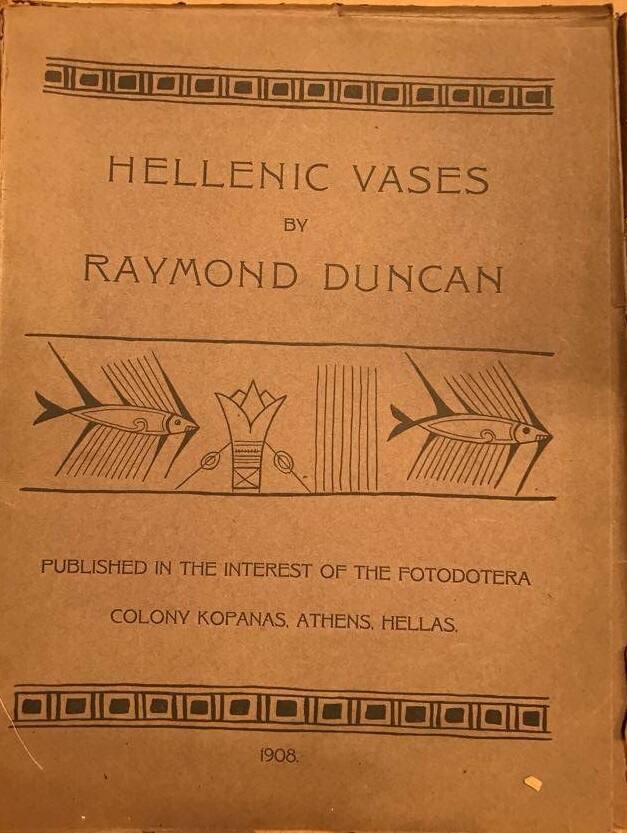 HELLENIC VASES
BY
RAYMOND DUNCAN
PUBLISHED IN THE INTEREST OF THE FOTODOTERA
COLONY KOPANAS. ATHENS. HELLAS.
1908.